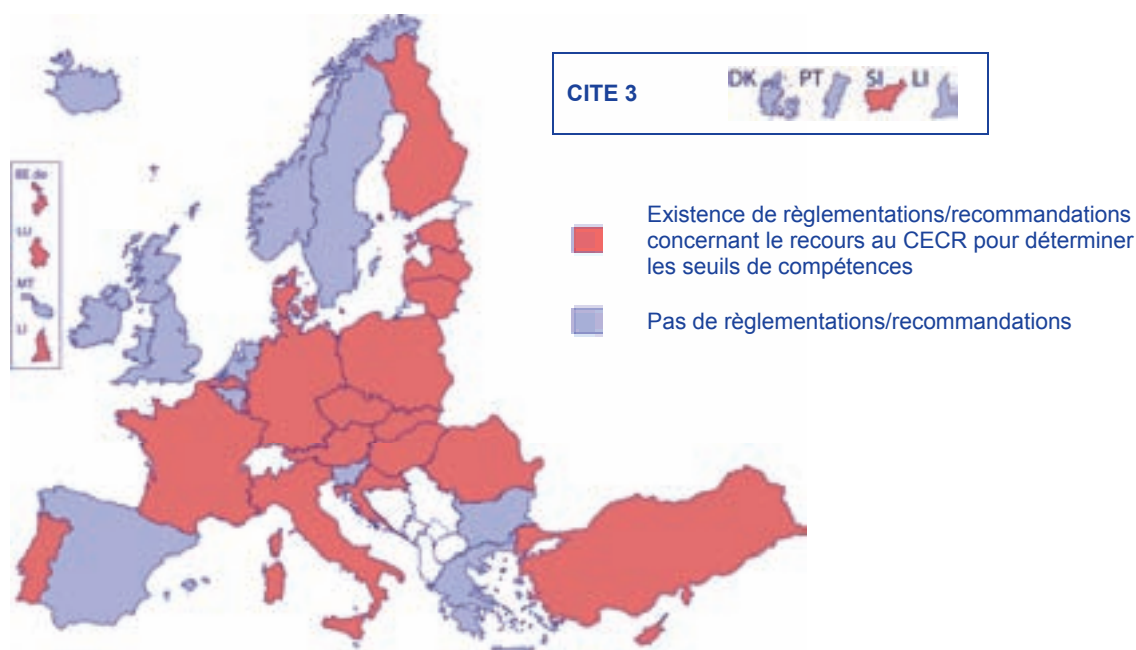 CITE 3
DK PT SI LI
BE de
LU
MT
LI
Existence de règlementations/recommandations
concernant le recours au CECR pour déterminer
les seuils de compétences
Pas de règlementations/recommandations